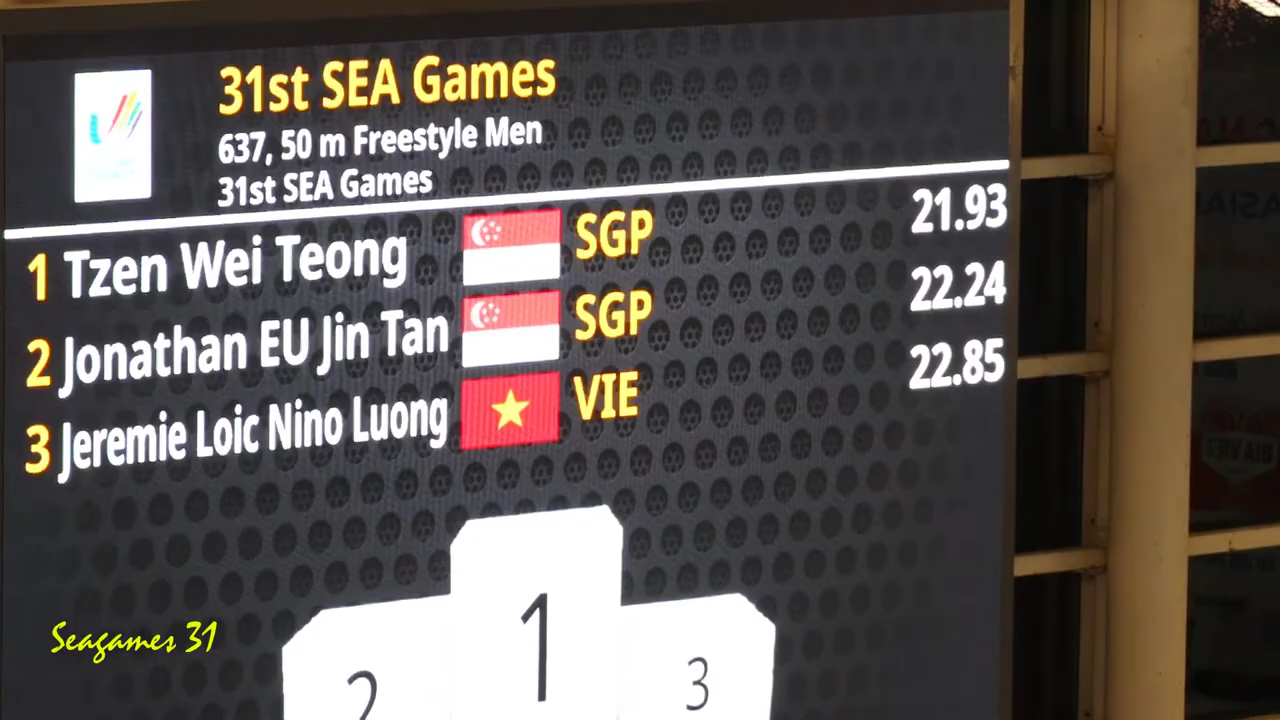 31st SEA Games
637, 50 m Freestyle Men
31st SEA Games
1 Tzen Wei Teong SGP 21.93
2 Jonathan EU Jin Tan SGP 22.24
3 Jeremie Loic Nino Luong VIE 22.85
1
2
3
Seagames 31